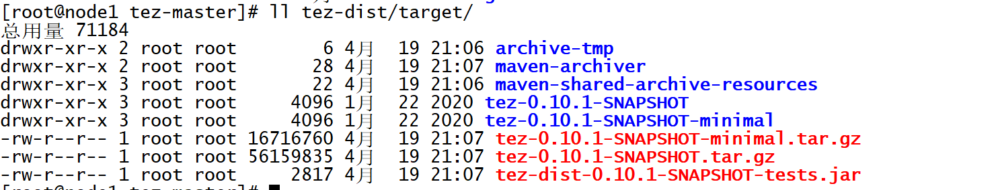 [root@node1 tez-master]# ll tez-dist/target/
总用量 71184
drwxr-xr-x 2 root root        6 4月  19 21:06 archive-tmp
drwxr-xr-x 2 root root       28 4月  19 21:07 maven-archiver
drwxr-xr-x 3 root root       22 4月  19 21:06 maven-shared-archive-resources
drwxr-xr-x 3 root root     4096 1月  22 2020 tez-0.10.1-SNAPSHOT
drwxr-xr-x 3 root root     4096 1月  22 2020 tez-0.10.1-SNAPSHOT-minimal
-rw-r--r-- 1 root root 16716760 4月  19 21:07 tez-0.10.1-SNAPSHOT-minimal.tar.gz
-rw-r--r-- 1 root root 56159835 4月  19 21:07 tez-0.10.1-SNAPSHOT.tar.gz
-rw-r--r-- 1 root root     2817 4月  19 21:07 tez-dist-0.10.1-SNAPSHOT-tests.jar
[root@node1 tez-master]#